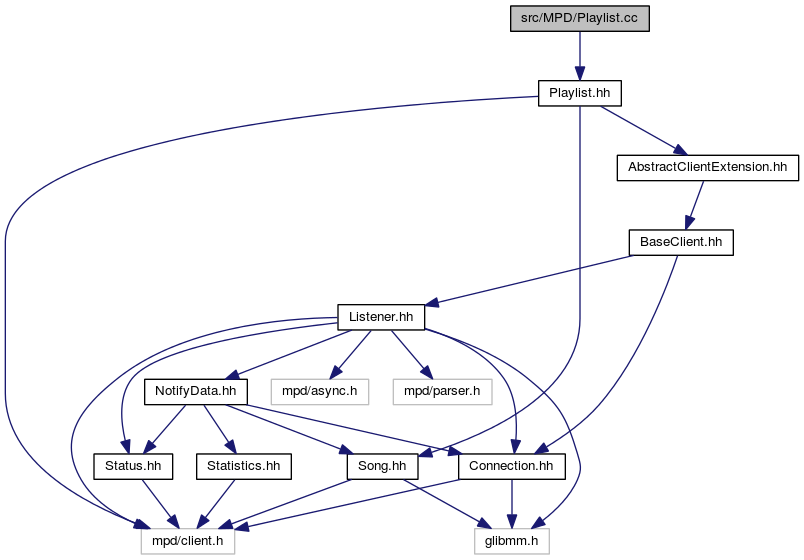 src/MPD/Playlist.cc
Playlist.hh
AbstractClientExtension.hh
BaseClient.hh
Listener.hh
NotifyData.hh
mpd/async.h
mpd/parser.h
Status.hh
Statistics.hh
Song.hh
Connection.hh
mpd/client.h
glibmm.h